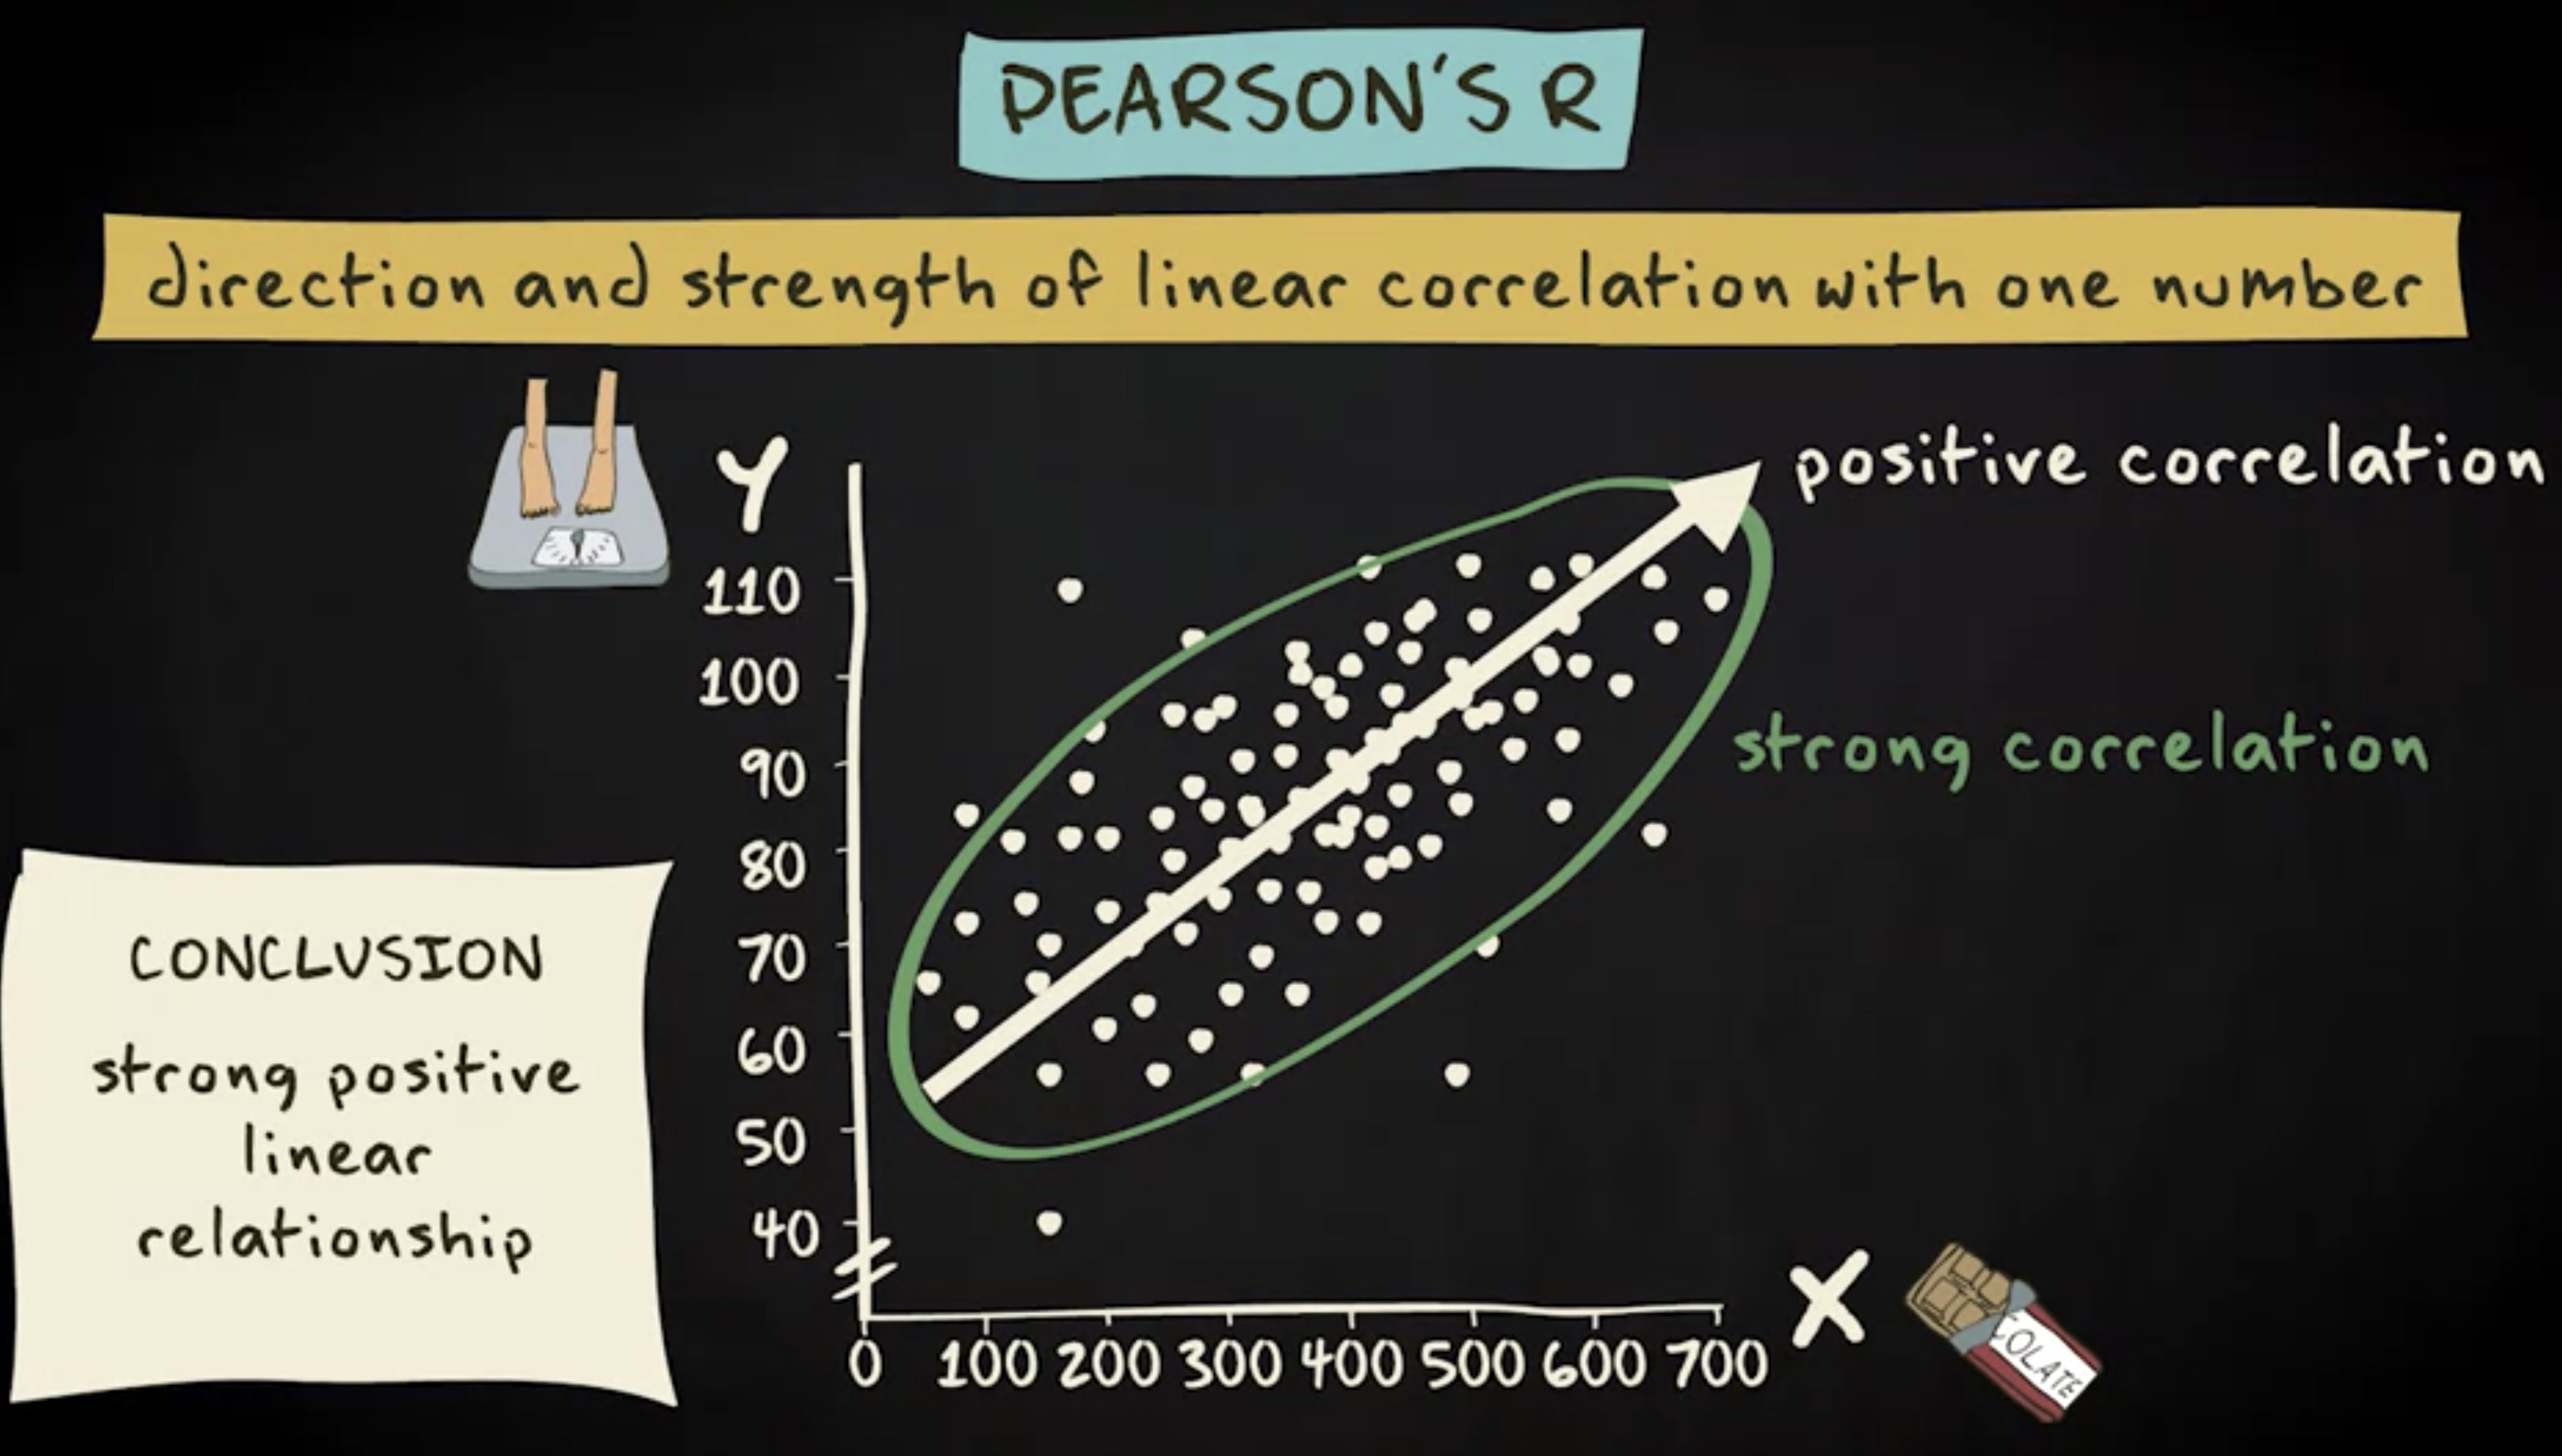 PEARSON'S R
direction and strength of linear correlation with one number
Y
positive correlation
110
100
90
80
70
60
50
40
strong correlation
CONCLUSION
strong positive
linear
relationship
0 100 200 300 400 500 600 700
X
COLATE